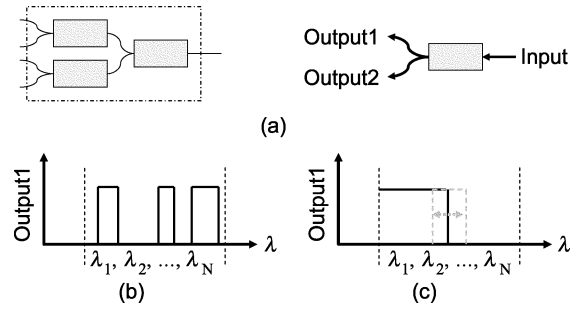 Output1
Output2
Input
(a)
Output1
λ
λ1, λ2, ..., λN
(b)
Output1
λ
λ1, λ2, ..., λN
(c)